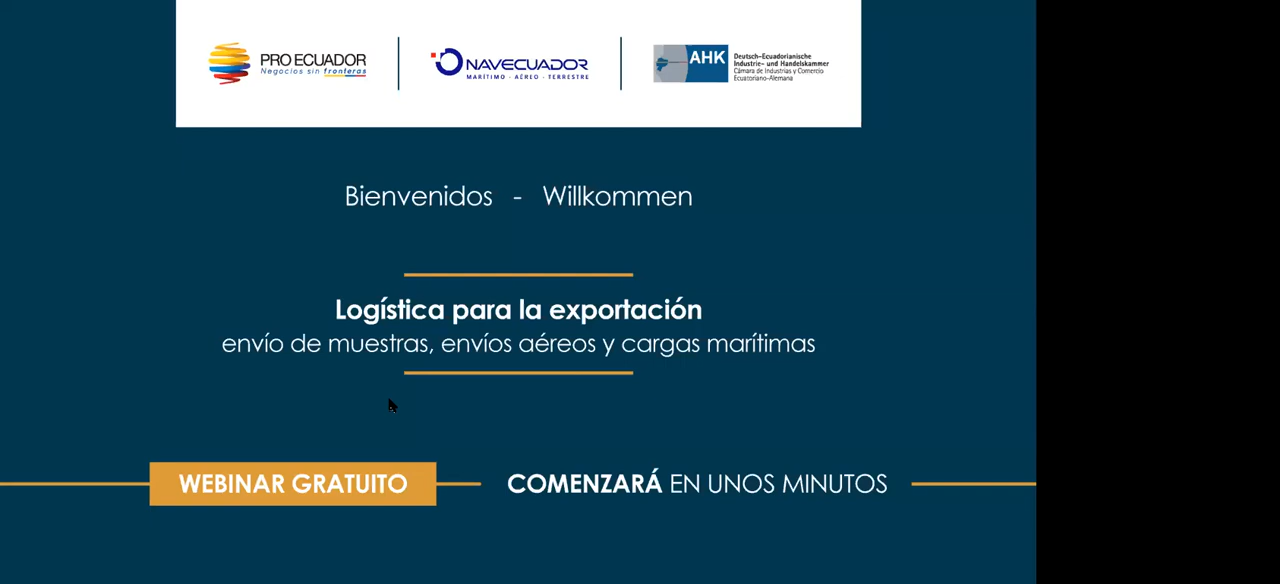 PRO ECUADOR
Negocios sin fronteras
NAVECUADOR
MARÍTIMO · AÉREO · TERRESTRE
AHK
Deutsch-Ecuadorianische
Industrie- und Handelskammer
Cámara de Industrias y Comercio
Ecuatoriano-Alemana
Bienvenidos - Willkommen
Logística para la exportación
envío de muestras, envíos aéreos y cargas marítimas
WEBINAR GRATUITO
COMENZARÁ EN UNOS MINUTOS